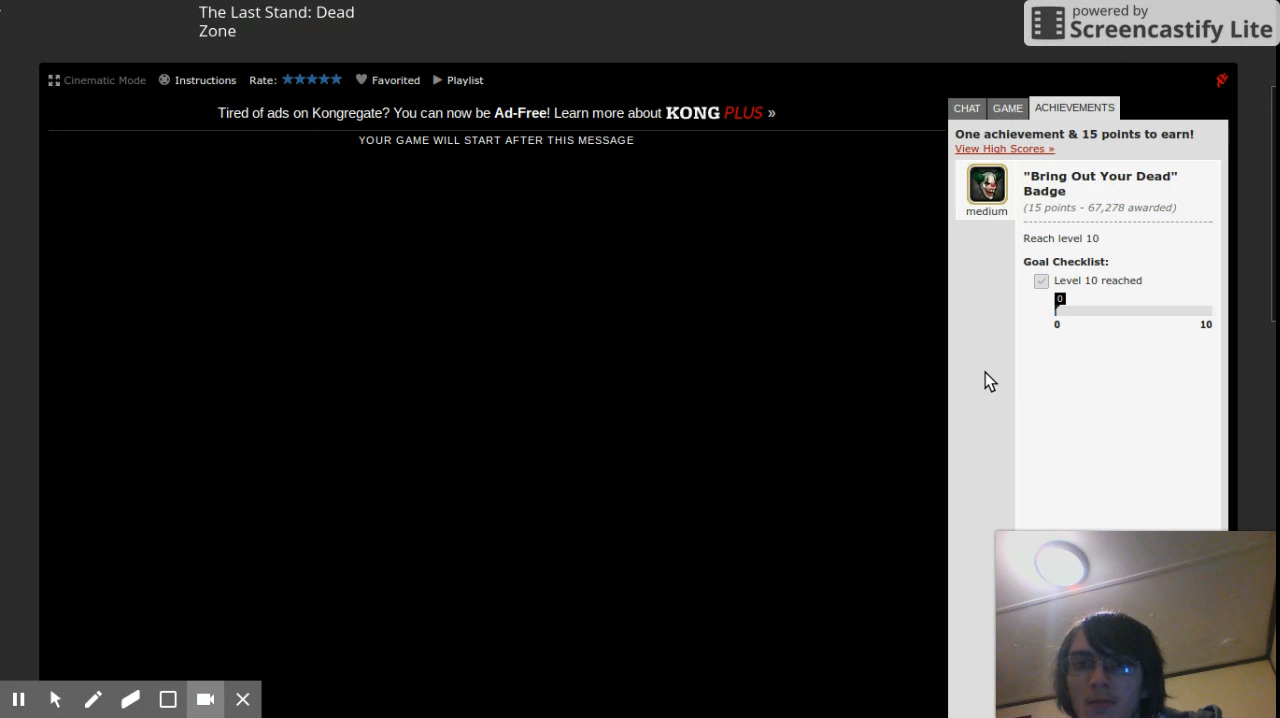 The Last Stand: Dead
Zone
powered by
Screencastify Lite
Cinematic Mode Instructions Rate: Favorited Playlist
Tired of ads on Kongregate? You can now be Ad-Free! Learn more about KONG PLUS »
YOUR GAME WILL START AFTER THIS MESSAGE
CHAT GAME ACHIEVEMENTS
One achievement & 15 points to earn!
View High Scores »
"Bring Out Your Dead"
Badge
(15 points - 67,278 awarded)
medium
Reach level 10
Goal Checklist:
Level 10 reached
0
0 10